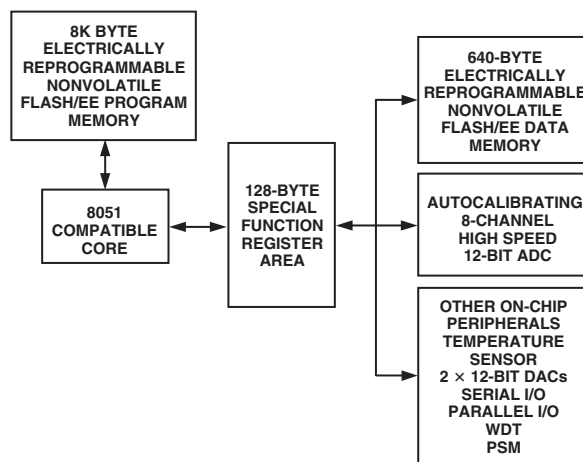 8K BYTE
ELECTRICALLY
REPROGRAMMABLE
NONVOLATILE
FLASH/EE PROGRAM
MEMORY
8051
COMPATIBLE
CORE
128-BYTE
SPECIAL
FUNCTION
REGISTER
AREA
640-BYTE
ELECTRICALLY
REPROGRAMMABLE
NONVOLATILE
FLASH/EE DATA
MEMORY
AUTOCALIBRATING
8-CHANNEL
HIGH SPEED
12-BIT ADC
OTHER ON-CHIP
PERIPHERALS
TEMPERATURE
SENSOR
2 × 12-BIT DACs
SERIAL I/O
PARALLEL I/O
WDT
PSM